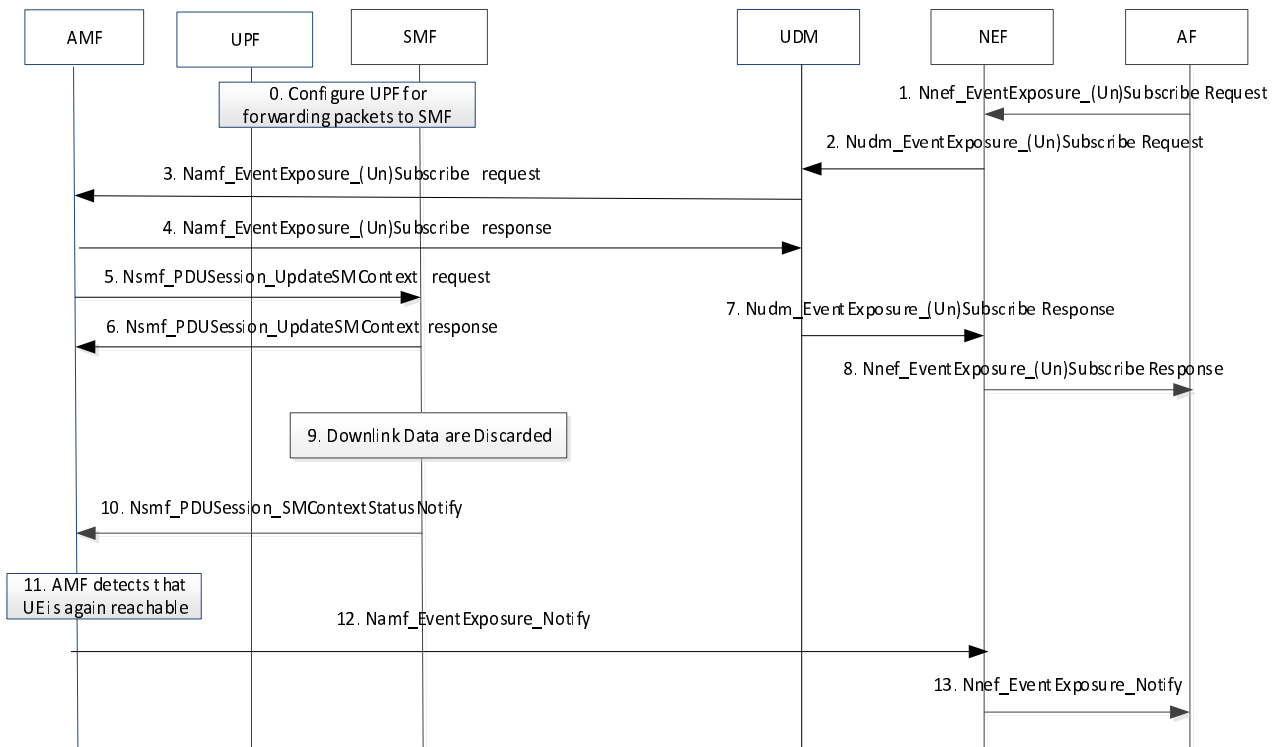 AMF
UPF
SMF
UDM
NEF
AF
0. Configure UPF for
forwarding packets to SMF
1. Nnef_EventExposure_(Un)Subscribe Request
2. Nudm_EventExposure_(Un)Subscribe Request
3. Namf_EventExposure_(Un)Subscribe request
4. Namf_EventExposure_(Un)Subscribe response
5. Nsmf_PDUSession_UpdateSMContext request
6. Nsmf_PDUSession_UpdateSMContext response
7. Nudm_EventExposure_(Un)Subscribe Response
8. Nnef_EventExposure_(Un)Subscribe Response
9. Downlink Data are Discarded
10. Nsmf_PDUSession_SMContextStatusNotify
11. AMF detects that
UE is again reachable
12. Namf_EventExposure_Notify
13. Nnef_EventExposure_Notify